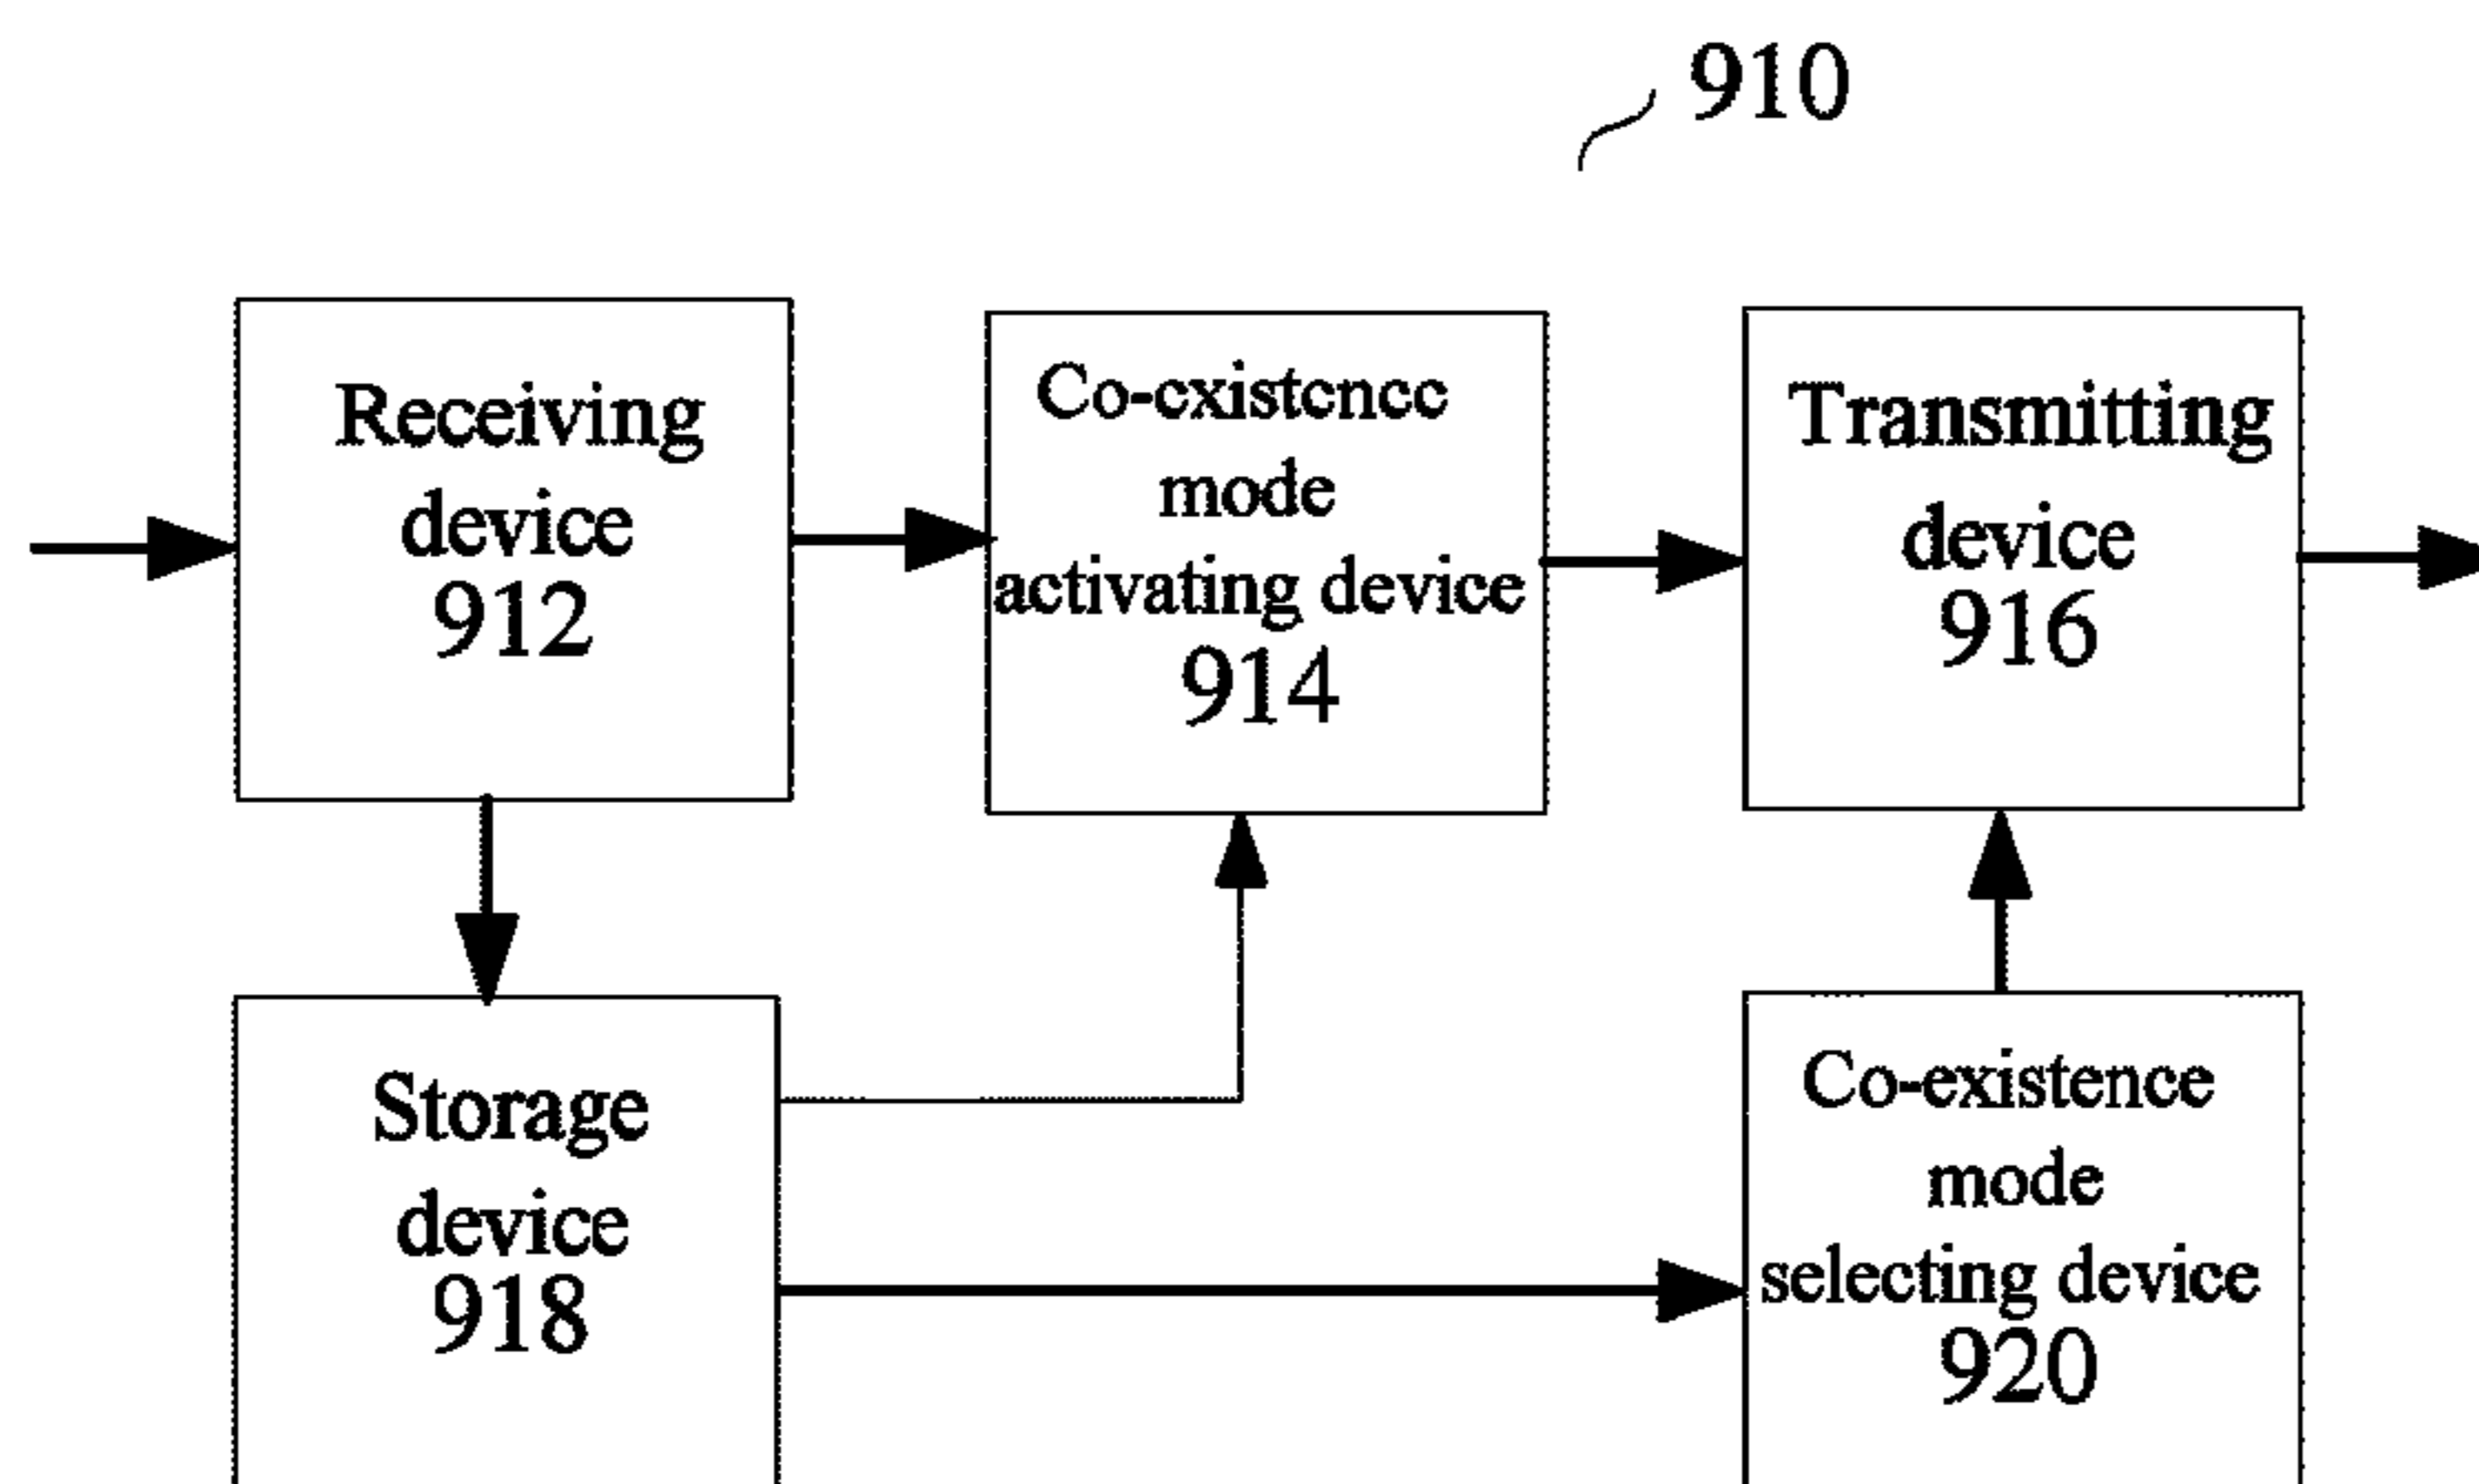 910
Receiving
device
912
Co-existence
mode
activating device
914
Transmitting
device
916
Storage
device
918
Co-existence
mode
selecting device
920